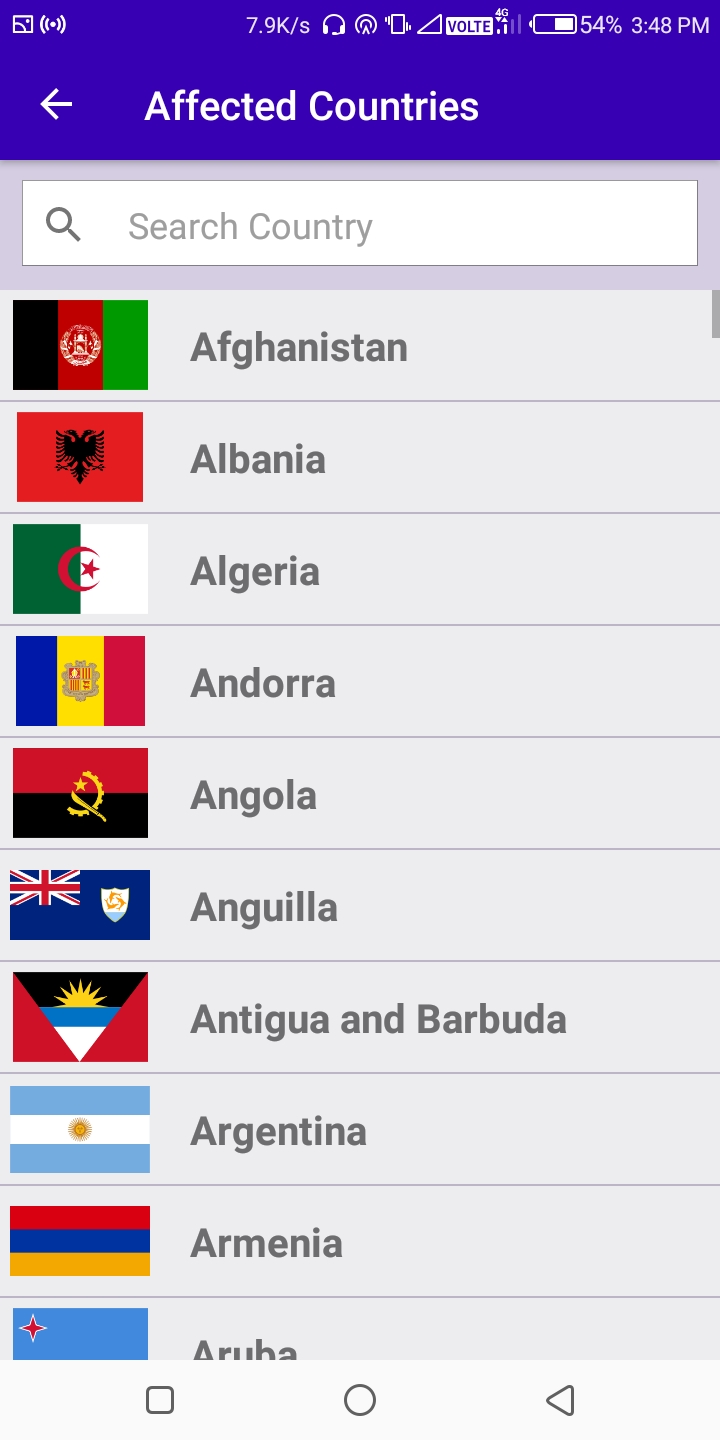 7.9K/s VOLTE 4G 54% 3:48 PM
Affected Countries
Search Country
Afghanistan
Albania
Algeria
Andorra
Angola
Anguilla
Antigua and Barbuda
Argentina
Armenia
Aruba